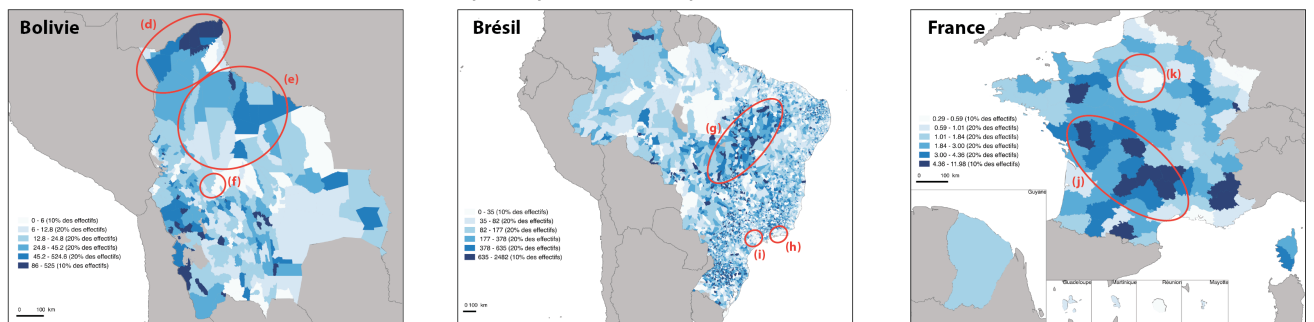 Bolivie
(d)
(e)
(f)
0 - 6 (10% des effectifs)
6 - 12.8 (20% des effectifs)
12.8 - 24.8 (20% des effectifs)
24.8 - 45.2 (20% des effectifs)
45.2 - 524.6 (20% des effectifs)
86 - 525 (10% des effectifs)
0 100 km
Brésil
(g)
(h)
(i)
0 - 35 (10% des effectifs)
35 - 82 (20% des effectifs)
82 - 177 (20% des effectifs)
177 - 378 (20% des effectifs)
378 - 635 (20% des effectifs)
635 - 2482 (10% des effectifs)
0 100 km
France
(k)
(j)
0.29 - 0.59 (10% des effectifs)
0.59 - 1.01 (20% des effectifs)
1.01 - 1.84 (20% des effectifs)
1.84 - 3.00 (20% des effectifs)
3.00 - 4.36 (20% des effectifs)
4.36 - 11.98 (10% des effectifs)
0 100 km
Guyane
Guadeloupe
Martinique
Réunion
Mayotte